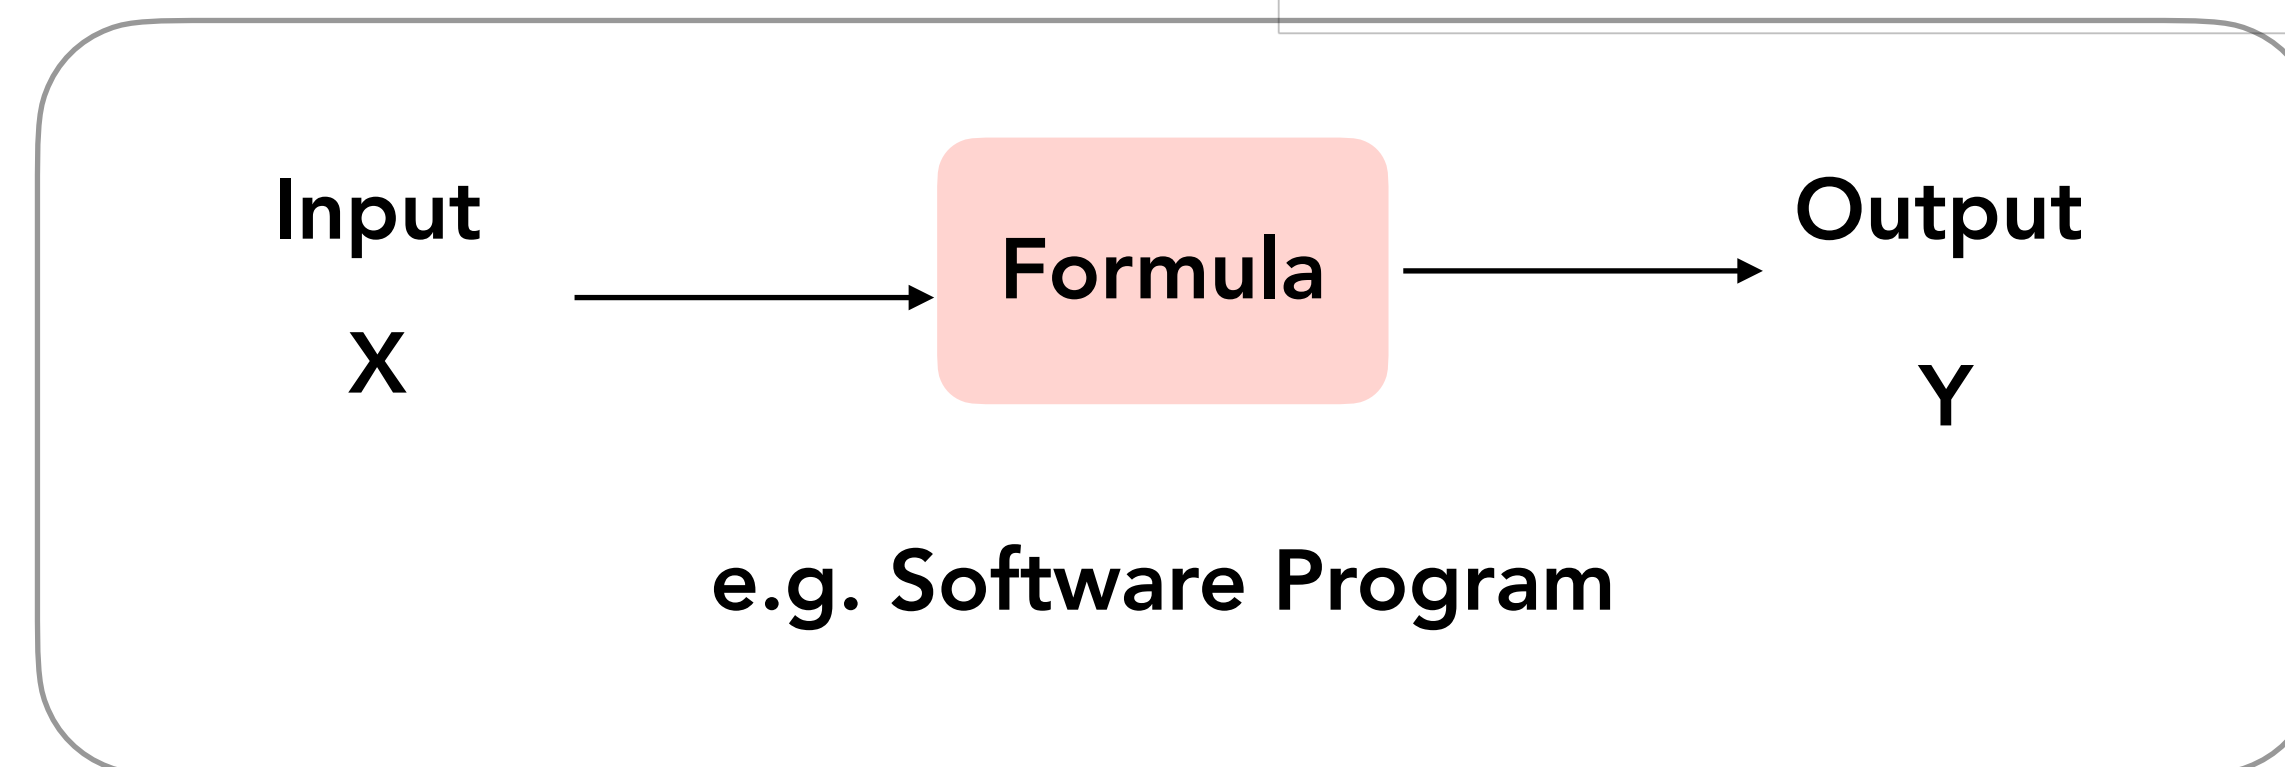 Input
Formula
Output
X
Y
e.g. Software Program